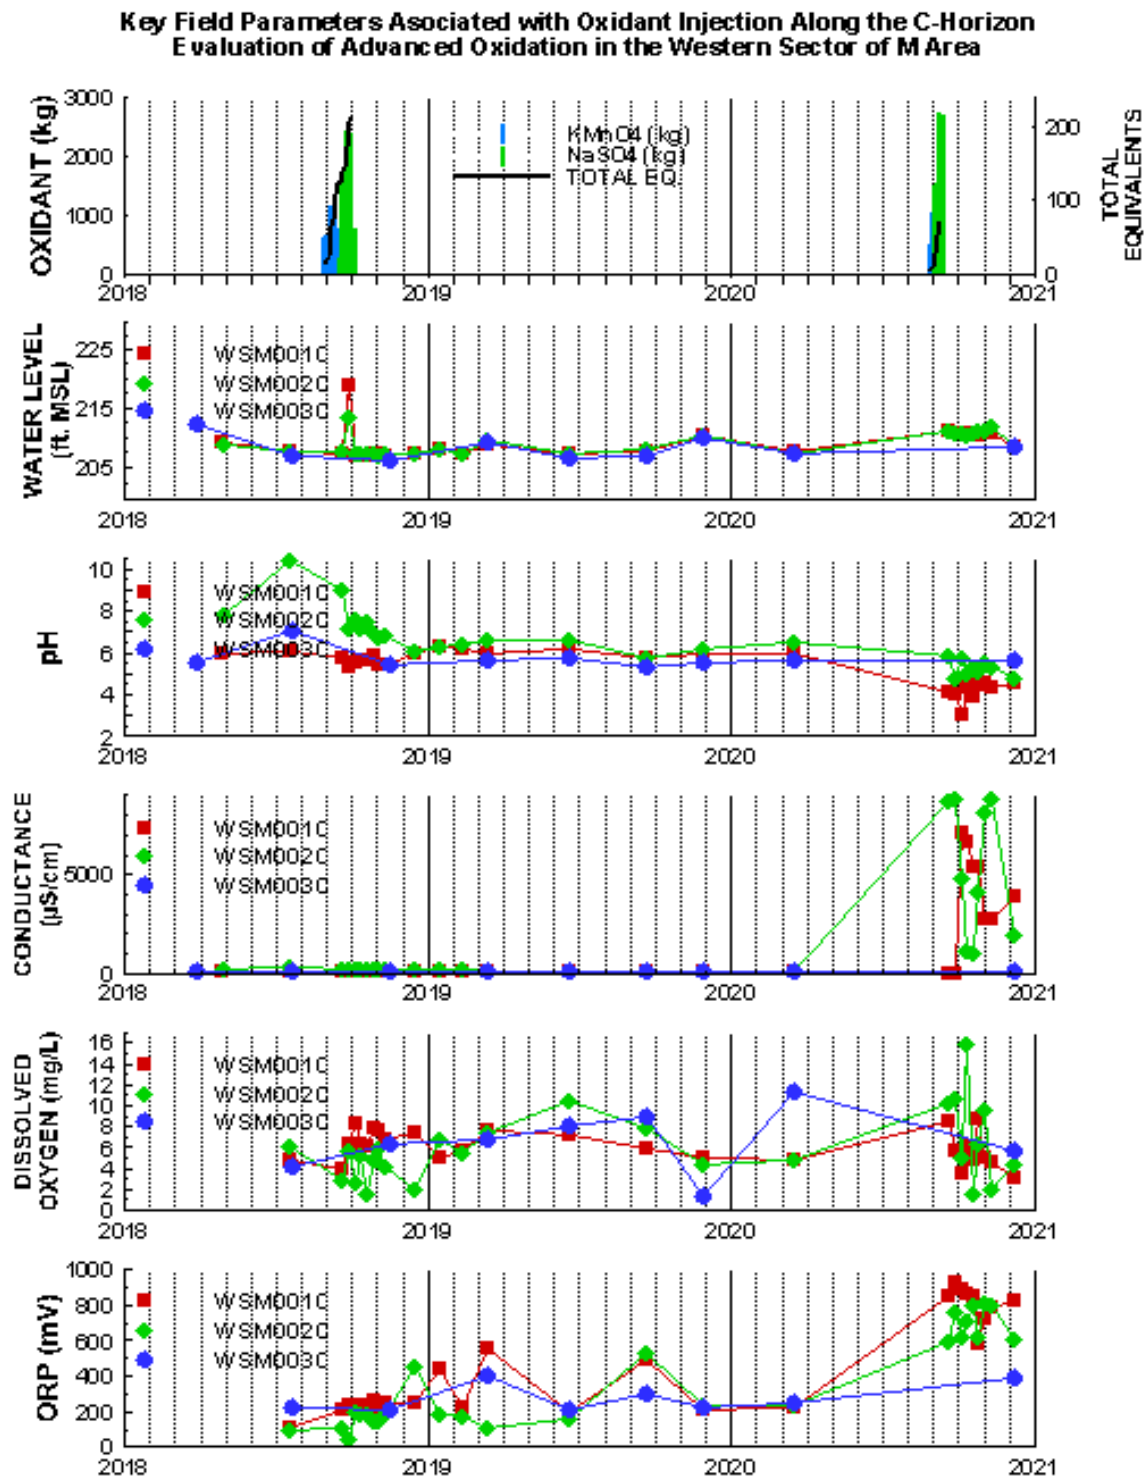 Key Field Parameters Asociated with Oxidant Injection Along the C-Horizon
Evaluation of Advanced Oxidation in the Western Sector of M Area
OXIDANT (kg)
3000
2000
1000
0
KMnO4 (kg)
NaSO4 (kg)
TOTAL EQ.
200
100
0
TOTAL
EQUIVALENTS
2018 2019 2020 2021
WATER LEVEL
(ft. MSL)
225
215
205
WSM001C
WSM002C
WSM003C
2018 2019 2020 2021
pH
10
8
6
4
2
WSM001C
WSM002C
WSM003C
2018 2019 2020 2021
CONDUCTANCE
(µS/cm)
5000
0
WSM001C
WSM002C
WSM003C
2018 2019 2020 2021
DISSOLVED
OXYGEN (mg/L)
16
14
12
10
8
6
4
2
0
WSM001C
WSM002C
WSM003C
2018 2019 2020 2021
ORP (mV)
1000
800
600
400
200
0
WSM001C
WSM002C
WSM003C
2018 2019 2020 2021